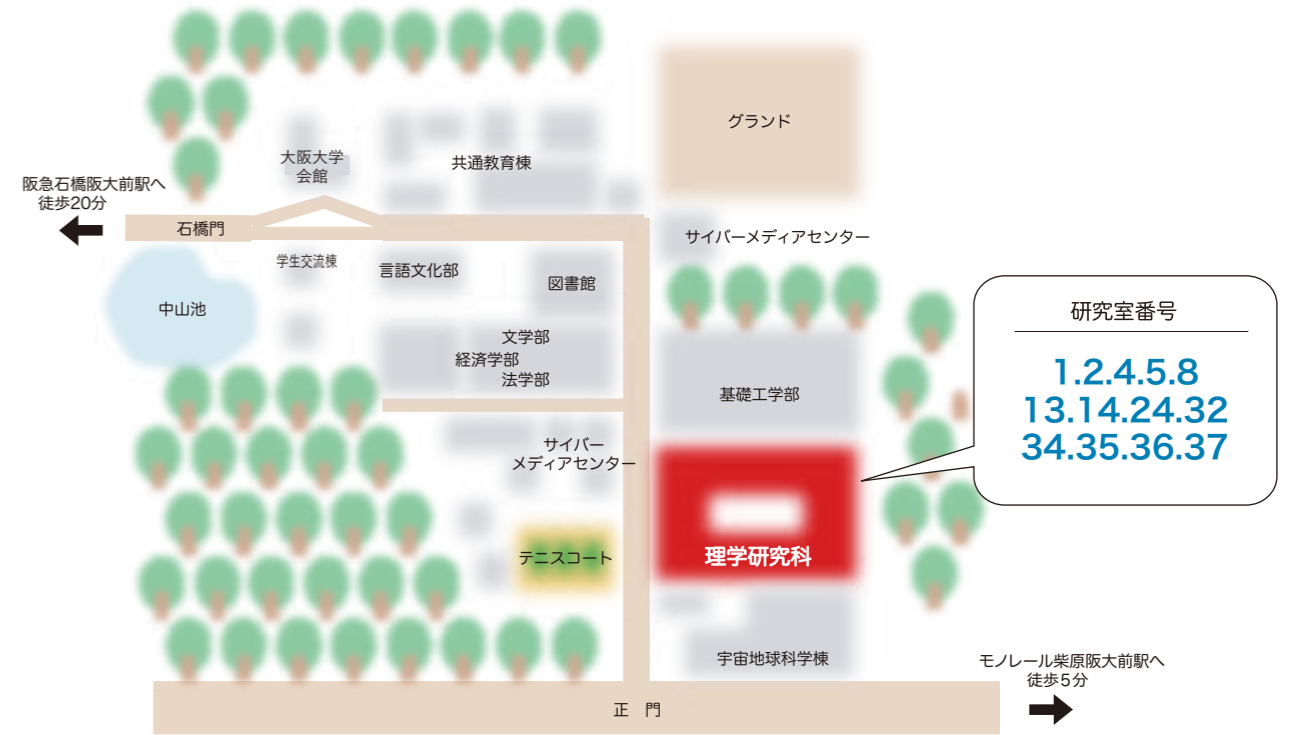 グランド
大阪大学
会館
共通教育棟
阪急石橋阪大前駅へ
徒歩20分
石橋門
サイバーメディアセンター
学生交流棟
言語文化部
図書館
中山池
文学部
経済学部
法学部
基礎工学部
研究室番号
1.2.4.5.8
13.14.24.32
34.35.36.37
サイバー
メディアセンター
テニスコート
理学研究科
宇宙地球科学棟
モノレール柴原阪大前駅へ
徒歩5分
正 門